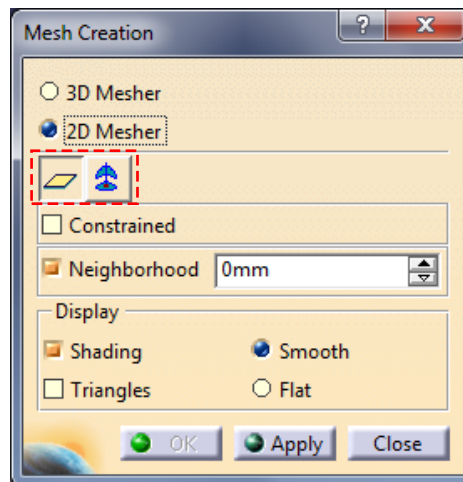 Mesh Creation
? X
3D Mesher
2D Mesher
Constrained
Neighborhood 0mm
Display
Shading Smooth
Triangles Flat
OK Apply Close